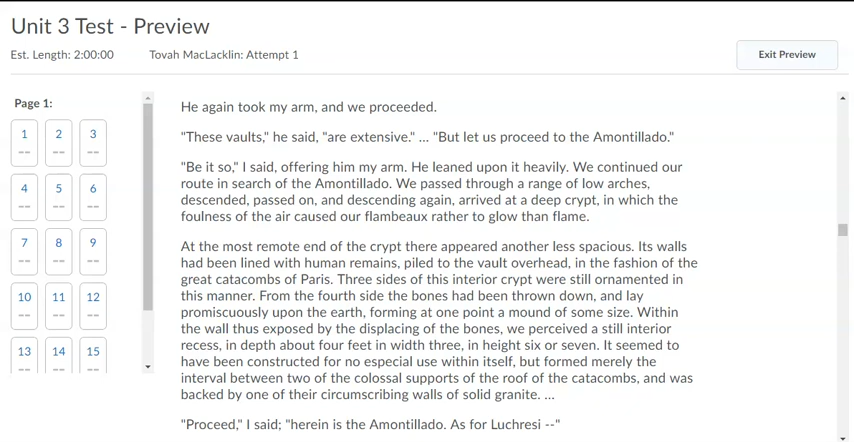 Unit 3 Test - Preview
Est. Length: 2:00:00 Tovah MacLacklin: Attempt 1
Exit Preview
Page 1:
1 2 3
-- -- --
4 5 6
-- -- --
7 8 9
-- -- --
10 11 12
-- -- --
13 14 15
-- -- --
He again took my arm, and we proceeded.
"These vaults," he said, "are extensive." ... "But let us proceed to the Amontillado."
"Be it so," I said, offering him my arm. He leaned upon it heavily. We continued our
route in search of the Amontillado. We passed through a range of low arches,
descended, passed on, and descending again, arrived at a deep crypt, in which the
foulness of the air caused our flambeaux rather to glow than flame.
At the most remote end of the crypt there appeared another less spacious. Its walls
had been lined with human remains, piled to the vault overhead, in the fashion of the
great catacombs of Paris. Three sides of this interior crypt were still ornamented in
this manner. From the fourth side the bones had been thrown down, and lay
promiscuously upon the earth, forming at one point a mound of some size. Within
the wall thus exposed by the displacing of the bones, we perceived a still interior
recess, in depth about four feet in width three, in height six or seven. It seemed to
have been constructed for no especial use within itself, but formed merely the
interval between two of the colossal supports of the roof of the catacombs, and was
backed by one of their circumscribing walls of solid granite. ...
"Proceed," I said; "herein is the Amontillado. As for Luchresi --"